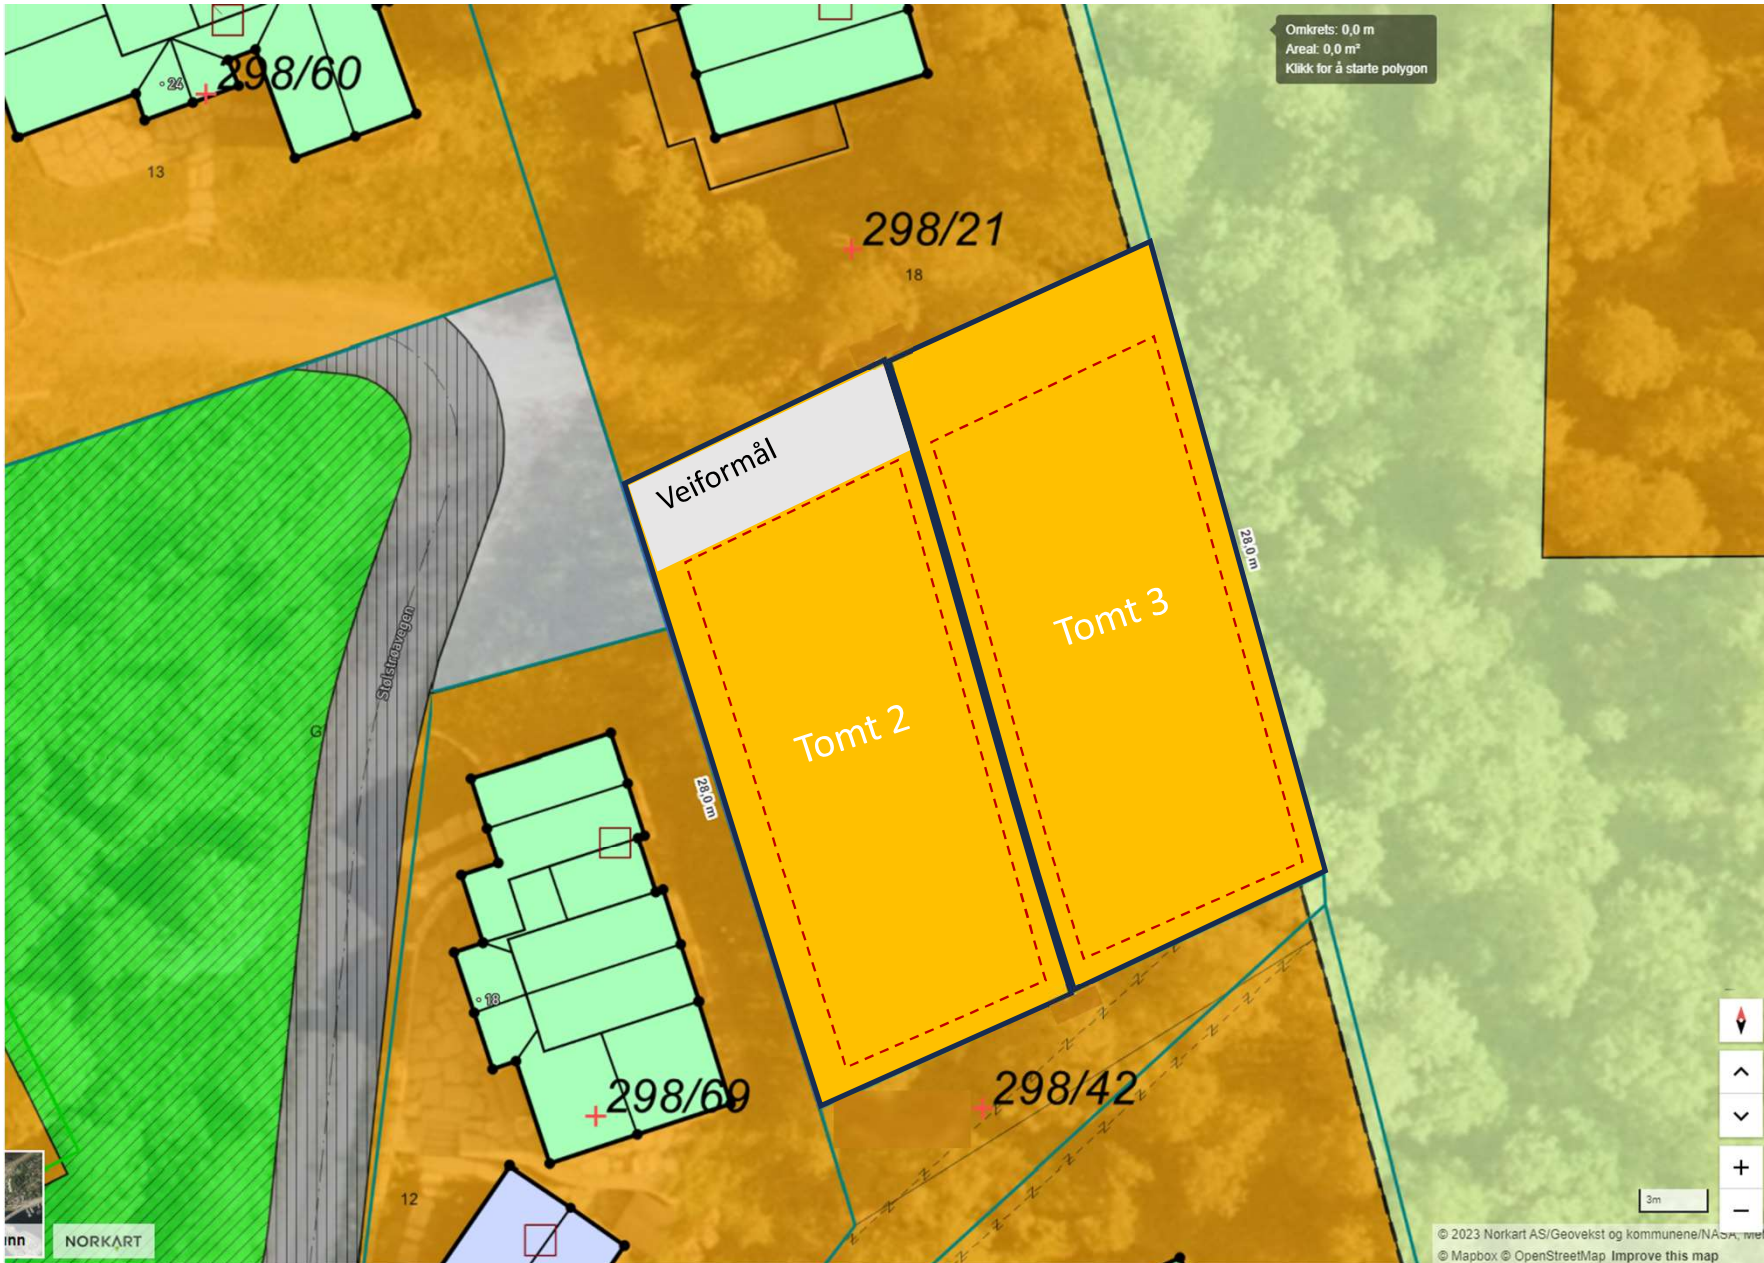 Omkrets: 0,0 m
Areal: 0,0 m²
Klikk for å starte polygon
298/60
24
13
298/21
18
Veiformål
28,0 m
Tomt 3
Stølstroavegen
G
Tomt 2
28,0 m
18
298/69
298/42
12
3m
NORKART
© 2023 Norkart AS/Geovekst og kommunene/NASA,
© Mapbox © OpenStreetMap Improve this map